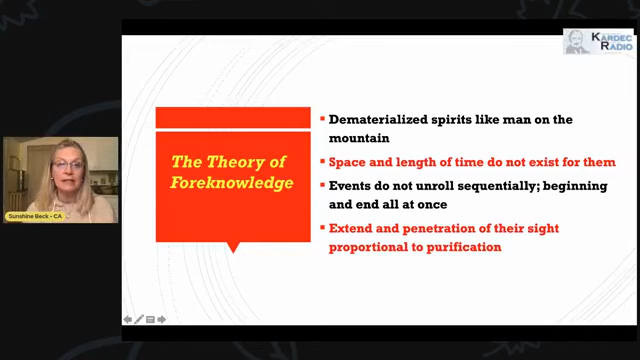 KARDEC
RADIO
The Theory of
Foreknowledge
Dematerialized spirits like man on the
mountain
Space and length of time do not exist for them
Events do not unroll sequentially; beginning
and end all at once
Extend and penetration of their sight
proportional to purification
Sunshine Beck - CA